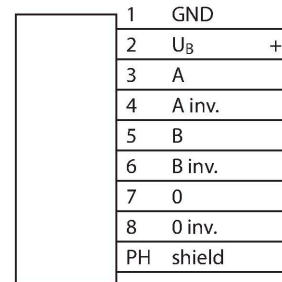 1 GND
2 U_B +
3 A
4 A inv.
5 B
6 B inv.
7 0
8 0 inv.
PH shield